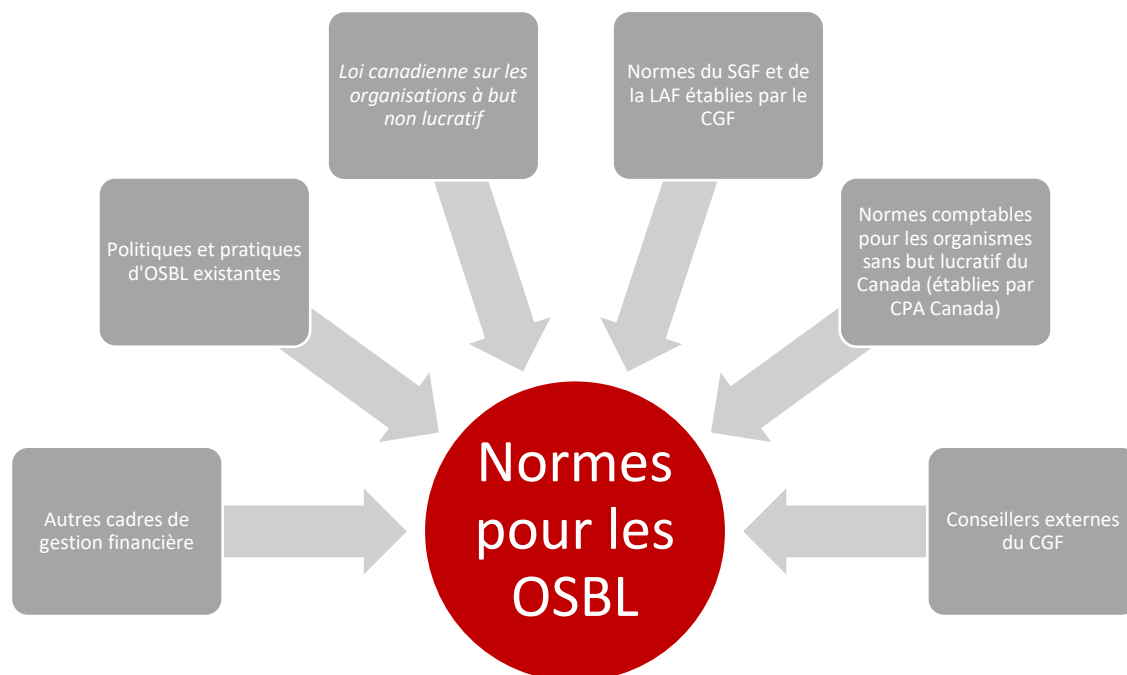 Loi canadienne sur les
organisations à but
non lucratif
Normes du SGF et de
la LAF établies par le
CGF
Politiques et pratiques
d'OSBL existantes
Normes comptables
pour les organismes
sans but lucratif du
Canada (établies par
CPA Canada)
Autres cadres de
gestion financière
Normes
pour les
OSBL
Conseillers externes
du CGF